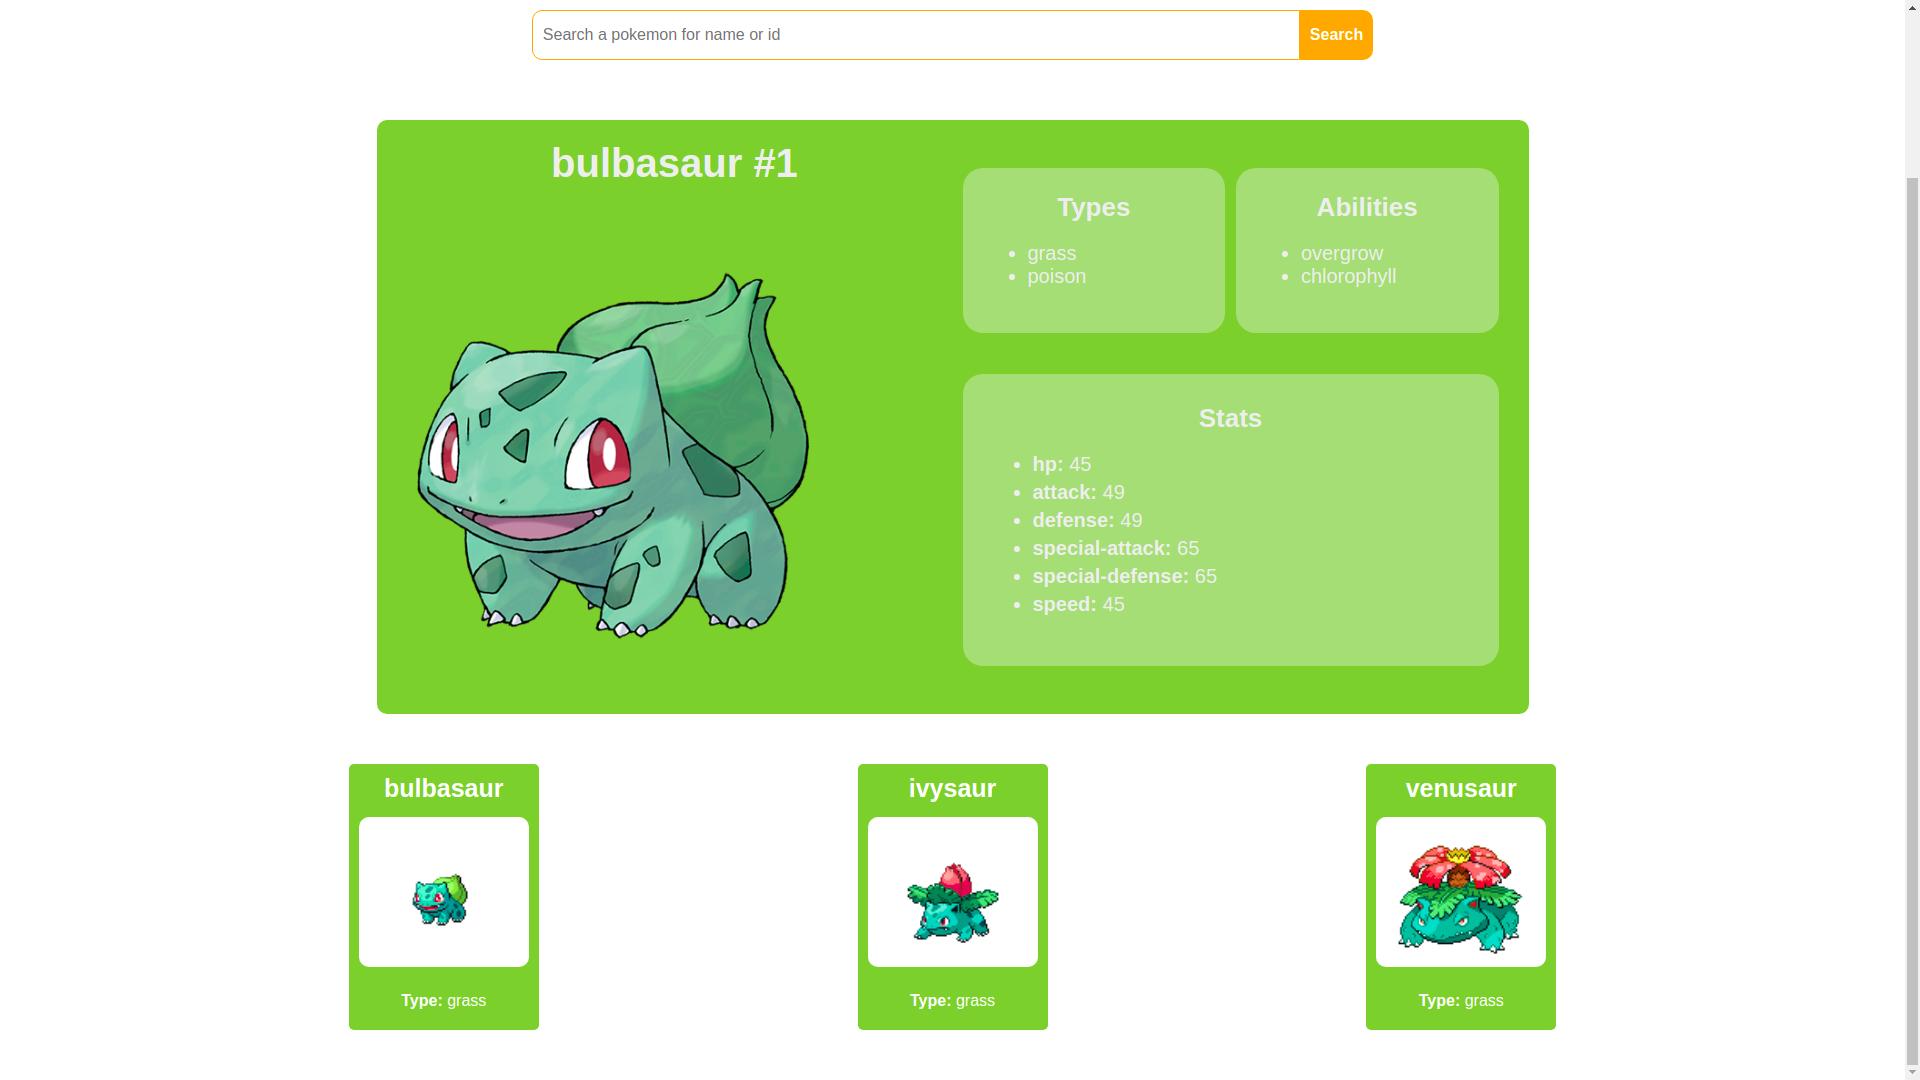 Search a pokemon for name or id
Search
bulbasaur #1
Types
grass
poison
Abilities
overgrow
chlorophyll
Stats
hp: 45
attack: 49
defense: 49
special-attack: 65
special-defense: 65
speed: 45
bulbasaur
Type: grass
ivysaur
Type: grass
venusaur
Type: grass